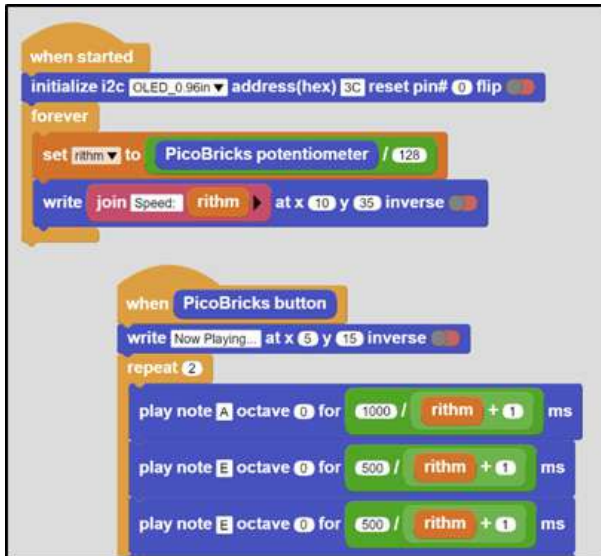 when started
initialize i2c OLED_0.96in address(hex) 3C reset pin# 0 flip
forever
set rithm to PicoBricks potentiometer / 128
write join Speed: rithm at x 10 y 35 inverse
when PicoBricks button
write Now Playing... at x 5 y 15 inverse
repeat 2
play note A octave 0 for 1000 / rithm + 1 ms
play note E octave 0 for 500 / rithm + 1 ms
play note E octave 0 for 500 / rithm + 1 ms